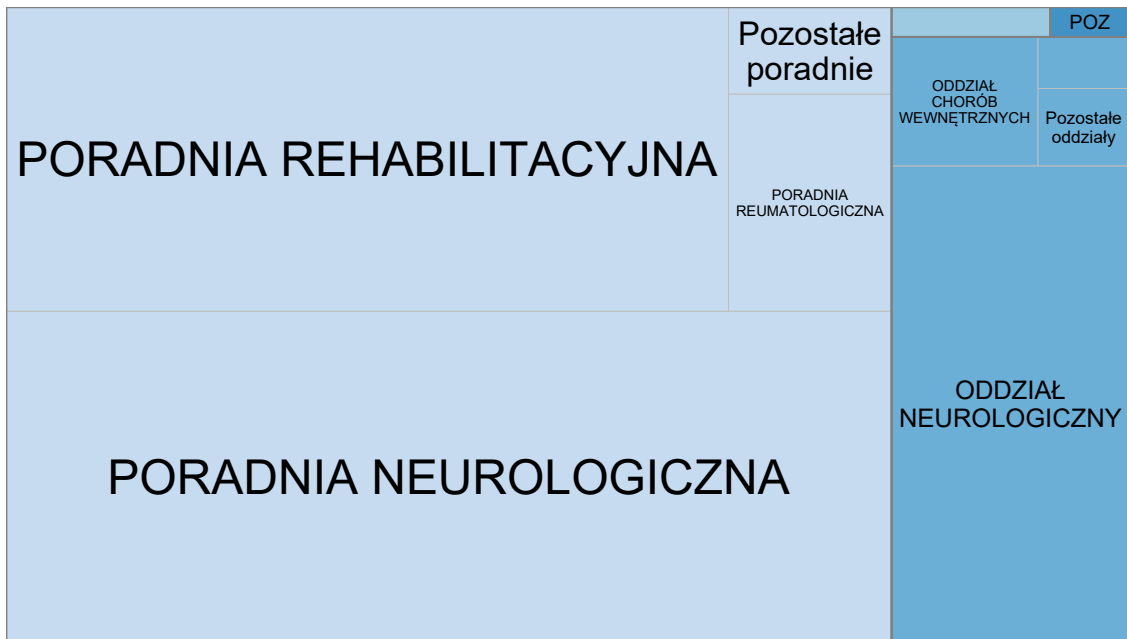 PORADNIA REHABILITACYJNA
Pozostałe
poradnie
PORADNIA
REUMATOLOGICZNA
PORADNIA NEUROLOGICZNA
POZ
ODDZIAŁ
CHORÓB
WEWNĘTRZNYCH
Pozostałe
oddziały
ODDZIAŁ
NEUROLOGICZNY